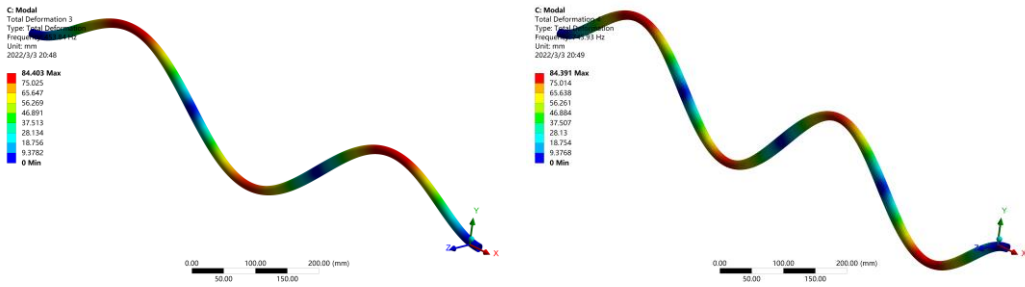 C: Modal
Total Deformation 3
Type: Total Deformation
Unit: mm
2022/3/3 20:48
84.403 Max
75.025
65.647
56.269
46.891
37.513
28.134
18.756
9.3782
0 Min
Y
Z
X
0.00 100.00 200.00 (mm)
50.00 150.00
C: Modal
Total Deformation
Type: Total Deformation
Unit: mm
2022/3/3 20:49
84.391 Max
75.014
65.638
56.261
46.884
37.507
28.13
18.754
9.3768
0 Min
Y
Z
X
0.00 100.00 200.00 (mm)
50.00 150.00